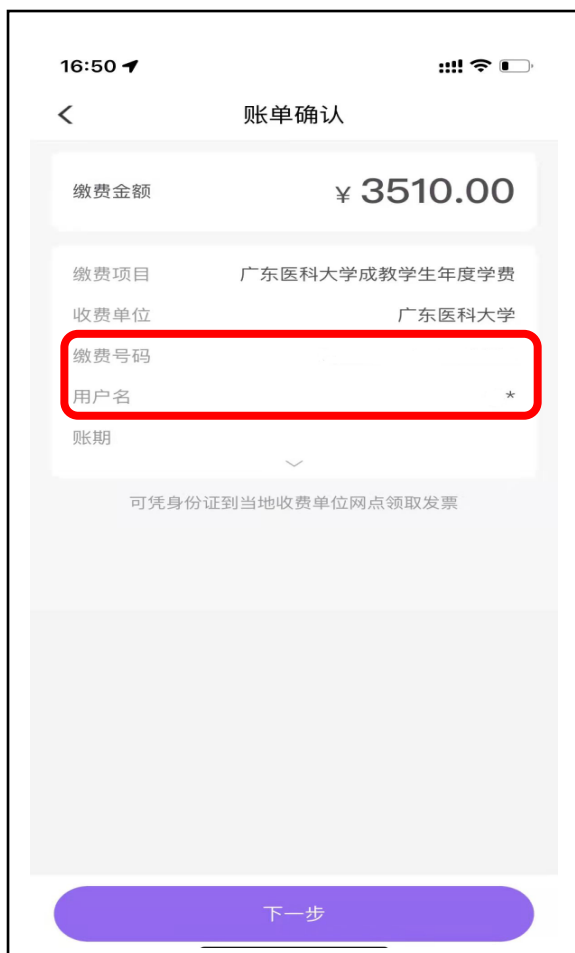 16:50
账单确认
缴费金额 ¥ 3510.00
缴费项目 广东医科大学成教学生年度学费
收费单位 广东医科大学
缴费号码
用户名 *
账期
可凭身份证到当地收费单位网点领取发票
下一步